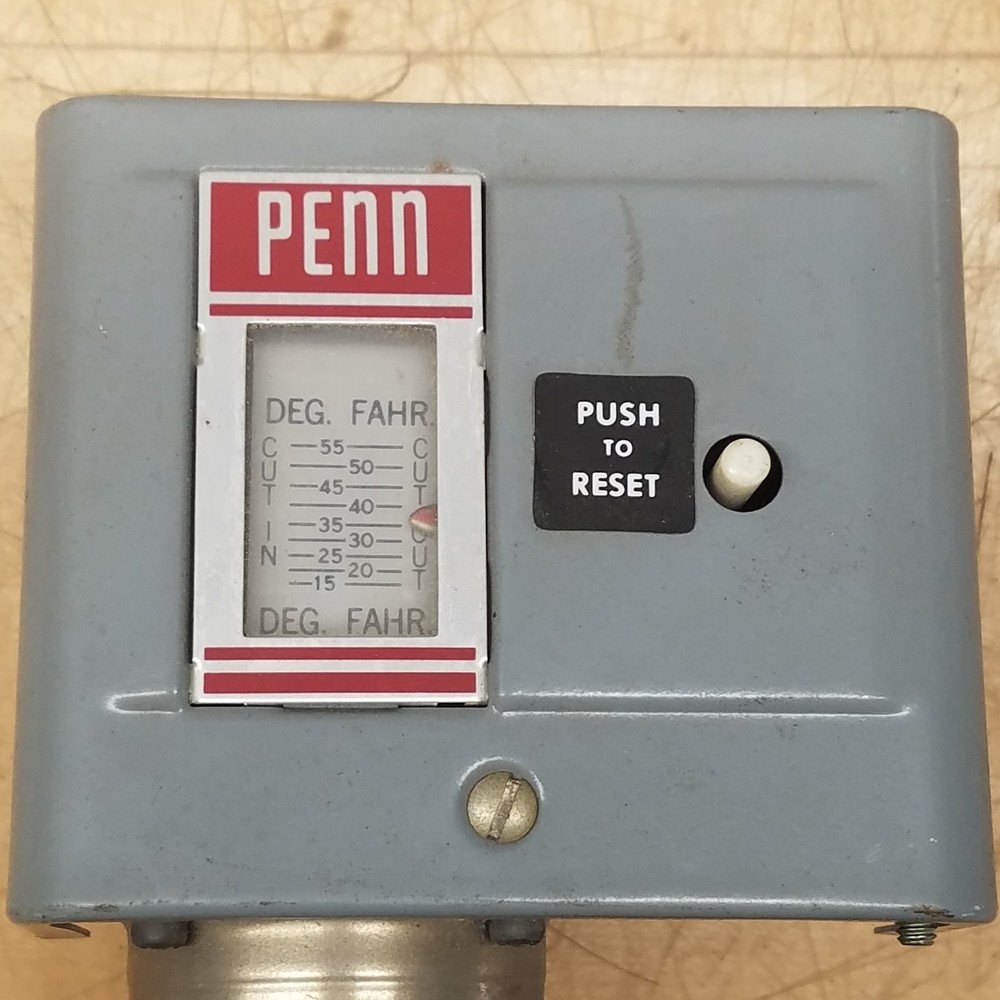 PENN
DEG. FAHR.
CUT IN
55
50
45
40
35
30
25
20
15
CUT OUT
DEG. FAHR.
PUSH
TO
RESET